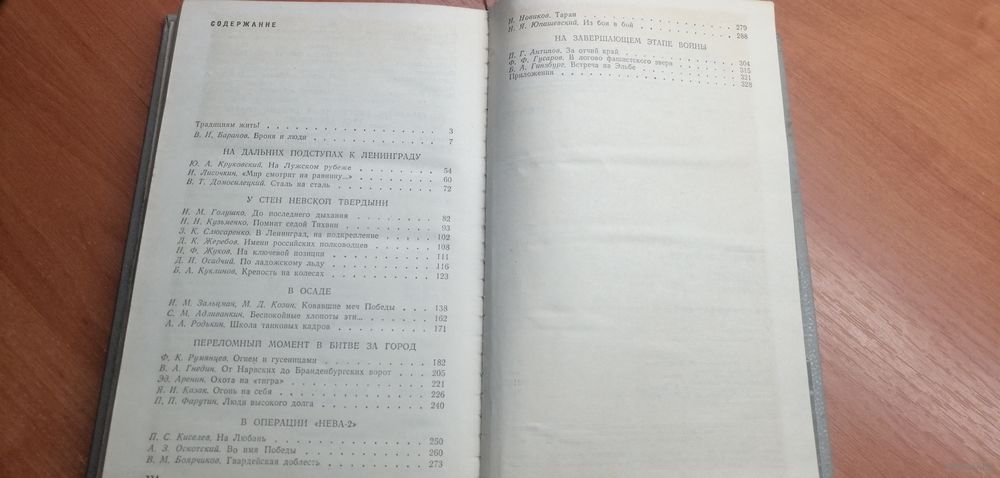 СОДЕРЖАНИЕ
Традициям жить! 3
В. И. Баранов. Броня и люди 7
НА ДАЛЬНИХ ПОДСТУПАХ К ЛЕНИНГРАДУ
Ю. А. Круковский. На Лужском рубеже 54
И. Лисочкин. «Мир смотрит на равнину...» 60
В. Т. Доносилецкий. Сталь на сталь 72
У СТЕН НЕВСКОЙ ТВЕРДЫНИ
И. М. Голушко. До последнего дыхания 82
Н. Н. Кузьменко. Помнит седой Тихвин 93
З. К. Слюсаренко. В Ленинград, на подкрепление 102
Д. К. Жеребов. Имени российских полководцев 108
Н. Ф. Жуков. На ключевой позиции 111
Д. И. Осадчий. По ладожскому льду 116
Б. А. Куклинов. Крепость на колесах 123
В ОСАДЕ
И. М. Зальцман, М. Д. Козин. Ковавшие меч Победы 138
С. М. Адливанкин. Беспокойные хлопоты эти... 162
А. А. Родькин. Школа танковых кадров 171
ПЕРЕЛОМНЫЙ МОМЕНТ В БИТВЕ ЗА ГОРОД
Ф. К. Румянцев. Огнем и гусеницами 182
В. А. Гнедин. От Нарвских до Бранденбургских ворот 205
Эд. Аренин. Охота на «тигра» 221
Я. И. Казак. Огонь на себя 226
П. П. Фарутин. Люди высокого долга 240
В ОПЕРАЦИИ «НЕВА-2»
П. С. Киселев. На Любань 250
А. З. Оскотский. Во имя Победы 260
В. М. Боярчиков. Гвардейская доблесть 273
Н. Новиков. Таран 279
Н. Я. Юпашевский. Из боя в бой 288
НА ЗАВЕРШАЮЩЕМ ЭТАПЕ ВОЙНЫ
П. Г. Антипов. За отчий край 304
Ф. Ф. Гусаров. В логово фашистского зверя 315
Б. А. Гинзбург. Встреча на Эльбе 321
Приложения 328